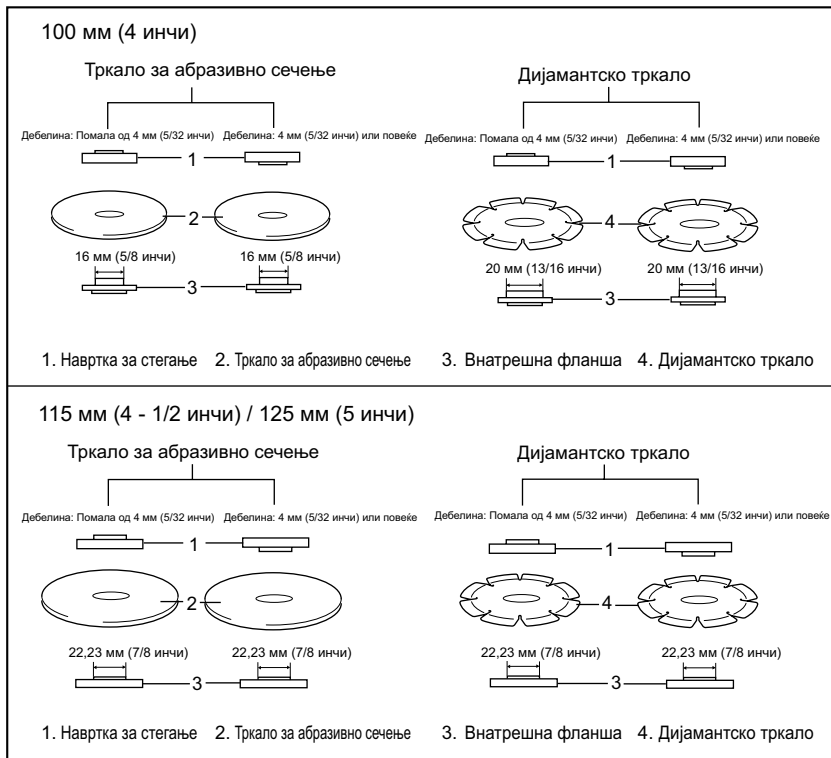 100 мм (4 инчи)
Тркало за абразивно сечење
Дијамантско тркало
Дебелина: Помала од 4 мм (5/32 инчи) Дебелина: 4 мм (5/32 инчи) или повеќе
Дебелина: Помала од 4 мм (5/32 инчи) Дебелина: 4 мм (5/32 инчи) или повеќе
1
1
2
4
16 мм (5/8 инчи) 16 мм (5/8 инчи)
20 мм (13/16 инчи) 20 мм (13/16 инчи)
3
3
1. Навртка за стегање 2. Тркало за абразивно сечење 3. Внатрешна фланша 4. Дијамантско тркало
115 мм (4 - 1/2 инчи) / 125 мм (5 инчи)
Тркало за абразивно сечење
Дијамантско тркало
Дебелина: Помала од 4 мм (5/32 инчи) Дебелина: 4 мм (5/32 инчи) или повеќе
Дебелина: Помала од 4 мм (5/32 инчи) Дебелина: 4 мм (5/32 инчи) или повеќе
1
1
2
4
22,23 мм (7/8 инчи) 22,23 мм (7/8 инчи)
22,23 мм (7/8 инчи) 22,23 мм (7/8 инчи)
3
3
1. Навртка за стегање 2. Тркало за абразивно сечење 3. Внатрешна фланша 4. Дијамантско тркало